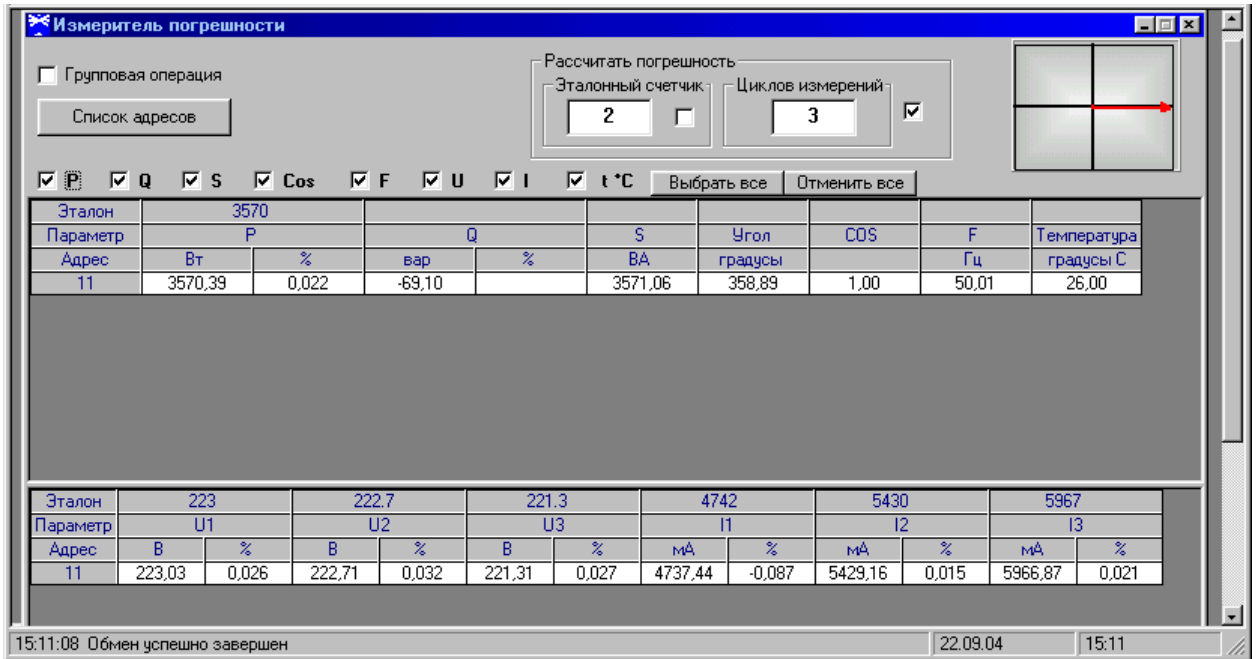 Измеритель погрешности
Групповая операция
Список адресов
Рассчитать погрешность
Эталонный счетчик
Циклов измерений
2
3
P Q S Cos F U I t °C Выбрать все Отменить все
Эталон 3570
Параметр P Q S Угол COS F Температура
Адрес Вт % вар % ВА градусы Гц градусы С
11 3570,39 0,022 -69,10 3571,06 358,89 1,00 50,01 26,00
Эталон 223 222.7 221.3 4742 5430 5967
Параметр U1 U2 U3 I1 I2 I3
Адрес В % В % В % мА % мА % мА %
11 223,03 0,026 222,71 0,032 221,31 0,027 4737,44 -0,087 5429,16 0,015 5966,87 0,021
15:11:08 Обмен успешно завершен 22.09.04 15:11